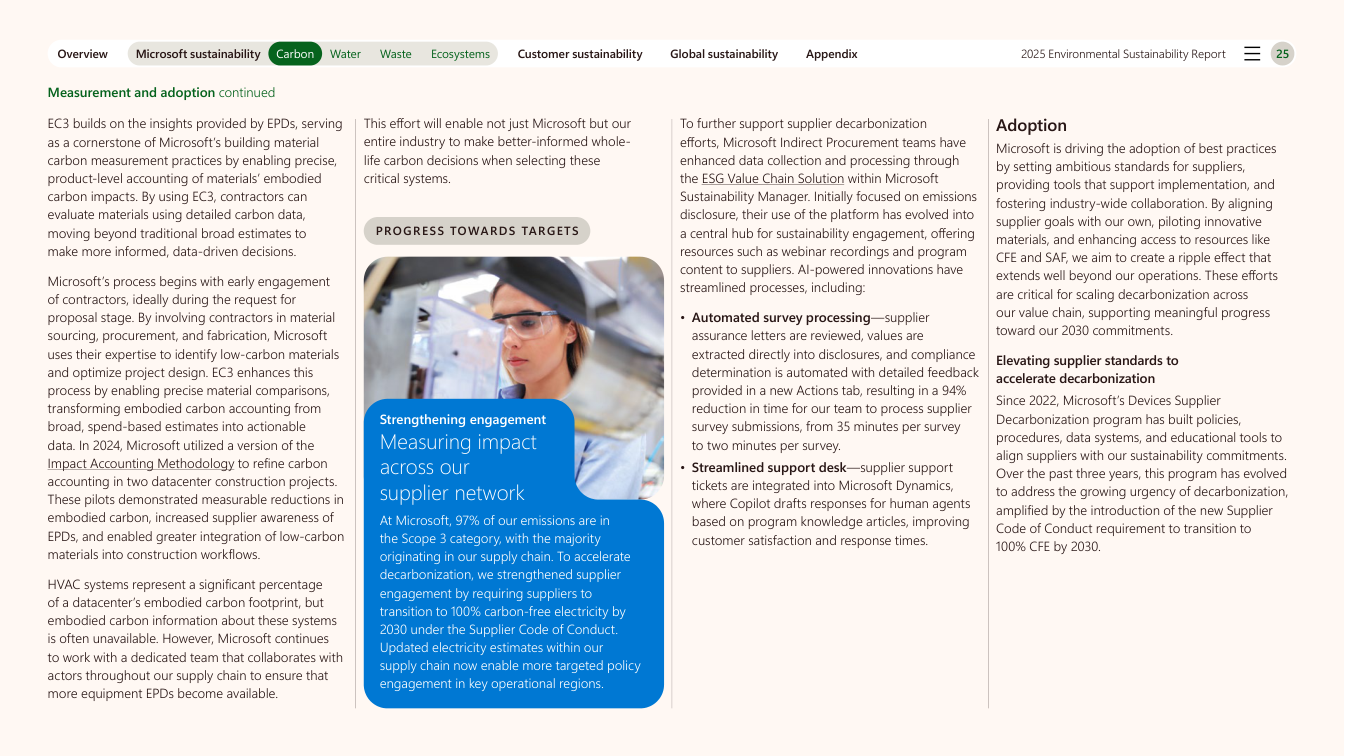 Overview
Microsoft sustainability
Carbon
Water
Waste
Ecosystems
Customer sustainability
Global sustainability
Appendix
2025 Environmental Sustainability Report
25
Measurement and adoption continued
EC3 builds on the insights provided by EPDs, serving
as a cornerstone of Microsoft's building material
carbon measurement practices by enabling precise,
product-level accounting of materials' embodied
carbon impacts. By using EC3, contractors can
evaluate materials using detailed carbon data,
moving beyond traditional broad estimates to
make more informed, data-driven decisions.
Microsoft's process begins with early engagement
of contractors, ideally during the request for
proposal stage. By involving contractors in material
sourcing, procurement, and fabrication, Microsoft
uses their expertise to identify low-carbon materials
and optimize project design. EC3 enhances this
process by enabling precise material comparisons,
transforming embodied carbon accounting from
broad, spend-based estimates into actionable
data. In 2024, Microsoft utilized a version of the
Impact Accounting Methodology to refine carbon
accounting in two datacenter construction projects.
These pilots demonstrated measurable reductions in
embodied carbon, increased supplier awareness of
EPDs, and enabled greater integration of low-carbon
materials into construction workflows.
HVAC systems represent a significant percentage
of a datacenter's embodied carbon footprint, but
embodied carbon information about these systems
is often unavailable. However, Microsoft continues
to work with a dedicated team that collaborates with
actors throughout our supply chain to ensure that
more equipment EPDs become available.
This effort will enable not just Microsoft but our
entire industry to make better-informed whole-
life carbon decisions when selecting these
critical systems.
PROGRESS TOWARDS TARGETS
Strengthening engagement
Measuring impact
across our
supplier network
At Microsoft, 97% of our emissions are in
the Scope 3 category, with the majority
originating in our supply chain. To accelerate
decarbonization, we strengthened supplier
engagement by requiring suppliers to
transition to 100% carbon-free electricity by
2030 under the Supplier Code of Conduct.
Updated electricity estimates within our
supply chain now enable more targeted policy
engagement in key operational regions.
To further support supplier decarbonization
efforts, Microsoft Indirect Procurement teams have
enhanced data collection and processing through
the ESG Value Chain Solution within Microsoft
Sustainability Manager. Initially focused on emissions
disclosure, their use of the platform has evolved into
a central hub for sustainability engagement, offering
resources such as webinar recordings and program
content to suppliers. AI-powered innovations have
streamlined processes, including:
• Automated survey processing—supplier
assurance letters are reviewed, values are
extracted directly into disclosures, and compliance
determination is automated with detailed feedback
provided in a new Actions tab, resulting in a 94%
reduction in time for our team to process supplier
survey submissions, from 35 minutes per survey
to two minutes per survey.
• Streamlined support desk—supplier support
tickets are integrated into Microsoft Dynamics,
where Copilot drafts responses for human agents
based on program knowledge articles, improving
customer satisfaction and response times.
Adoption
Microsoft is driving the adoption of best practices
by setting ambitious standards for suppliers,
providing tools that support implementation, and
fostering industry-wide collaboration. By aligning
supplier goals with our own, piloting innovative
materials, and enhancing access to resources like
CFE and SAF, we aim to create a ripple effect that
extends well beyond our operations. These efforts
are critical for scaling decarbonization across
our value chain, supporting meaningful progress
toward our 2030 commitments.
Elevating supplier standards to
accelerate decarbonization
Since 2022, Microsoft's Devices Supplier
Decarbonization program has built policies,
procedures, data systems, and educational tools to
align suppliers with our sustainability commitments.
Over the past three years, this program has evolved
to address the growing urgency of decarbonization,
amplified by the introduction of the new Supplier
Code of Conduct requirement to transition to
100% CFE by 2030.